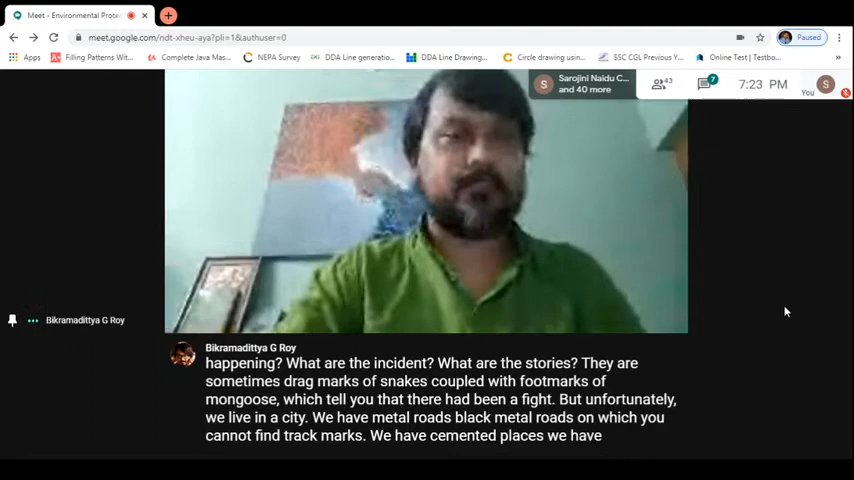 Meet - Environmental Protec
meet.google.com/ndt-xheu-aya?pli=1&authuser=0
Paused
Apps
Filling Patterns Wit...
Complete Java Mas...
NEPA Survey
DDA Line generatio...
DDA Line Drawing...
Circle drawing usin...
SSC CGL Previous Y...
Online Test | Testbo...
»
S
Sarojini Naidu C...
and 40 more
43
7
7:23 PM
You
S
Bikramadittya G Roy
Bikramadittya G Roy
happening? What are the incident? What are the stories? They are
sometimes drag marks of snakes coupled with footmarks of
mongoose, which tell you that there had been a fight. But unfortunately,
we live in a city. We have metal roads black metal roads on which you
cannot find track marks. We have cemented places we have